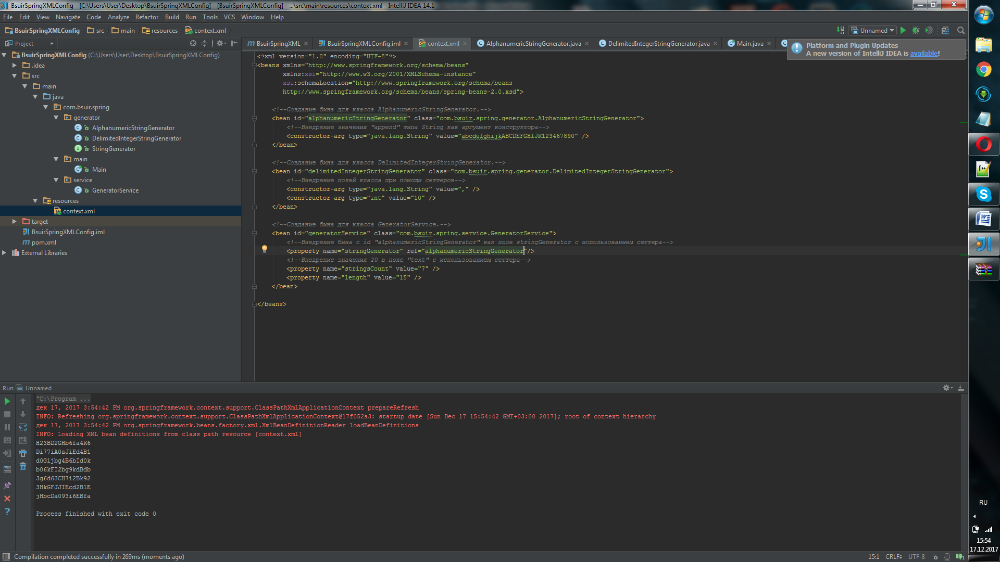 BsuirSpringXMLConfig - [C:\Users\User\Desktop\BsuirSpringXMLConfig] - [BsuirSpringXMLConfig] - ...\src\main\resources\context.xml - IntelliJ IDEA 14.1
File Edit View Navigate Code Analyze Refactor Build Run Tools VCS Window Help
BsuirSpringXMLConfig src main resources context.xml
Unnamed
Project
BsuirSpringXML
BsuirSpringXMLConfig.iml
context.xml
AlphanumericStringGenerator.java
DelimitedIntegerStringGenerator.java
Main.java
Platform and Plugin Updates
A new version of IntelliJ IDEA is available!
BsuirSpringXMLConfig (C:\Users\User\Desktop\BsuirSpringXMLConfig)
.idea
src
main
java
com.bsuir.spring
generator
AlphanumericStringGenerator
DelimitedIntegerStringGenerator
StringGenerator
main
Main
service
GeneratorService
resources
context.xml
target
BsuirSpringXMLConfig.iml
pom.xml
External Libraries
<?xml version="1.0" encoding="UTF-8"?>
<beans xmlns="http://www.springframework.org/schema/beans"
xmlns:xsi="http://www.w3.org/2001/XMLSchema-instance"
xsi:schemaLocation="http://www.springframework.org/schema/beans
http://www.springframework.org/schema/beans/spring-beans-2.0.xsd">
<!--Создание бина для класса AlphanumericStringGenerator.-->
<bean id="alphanumericStringGenerator" class="com.bsuir.spring.generator.AlphanumericStringGenerator">
<!--Внедрение значения "append" типа String как аргумент конструктора-->
<constructor-arg type="java.lang.String" value="abcdefghijkABCDEFGHIJK123467890" />
</bean>
<!--Создание бина для класса DelimitedIntegerStringGenerator.-->
<bean id="delimitedIntegerStringGenerator" class="com.bsuir.spring.generator.DelimitedIntegerStringGenerator">
<!--Внедрение полей класса при помощи сеттеров-->
<constructor-arg type="java.lang.String" value="," />
<constructor-arg type="int" value="10" />
</bean>
<!--Создание бина для класса GeneratorService.-->
<bean id="generatorService" class="com.bsuir.spring.service.GeneratorService">
<!--Внедрение бина с id "alphanumericStringGenerator" как поле stringGenerator с использованием сеттера-->
<property name="stringGenerator" ref="alphanumericStringGenerator"/>
<!--Внедрение значения 20 в поле "text" с использованием сеттера-->
<property name="stringsCount" value="7" />
<property name="length" value="15" />
</bean>
</beans>
Run Unnamed
"C:\Program ...
дек 17, 2017 3:54:42 PM org.springframework.context.support.ClassPathXmlApplicationContext prepareRefresh
INFO: Refreshing org.springframework.context.support.ClassPathXmlApplicationContext@17f052a3: startup date [Sun Dec 17 15:54:42 GMT+03:00 2017]; root of context hierarchy
дек 17, 2017 3:54:42 PM org.springframework.beans.factory.xml.XmlBeanDefinitionReader loadBeanDefinitions
INFO: Loading XML bean definitions from class path resource [context.xml]
H23BD2GHb6fa4K6
Di77iA0aJiEd4B1
d0Gijbg4B6bId0k
b06kFI2bg9kdBdb
3g6d63CH7i2Bk92
3HkGFJJIEcd2B1E
jHbcDa093i6EBfa
Process finished with exit code 0
Compilation completed successfully in 269ms (moments ago)
15:1 CRLF UTF-8
RU
15:54
17.12.2017